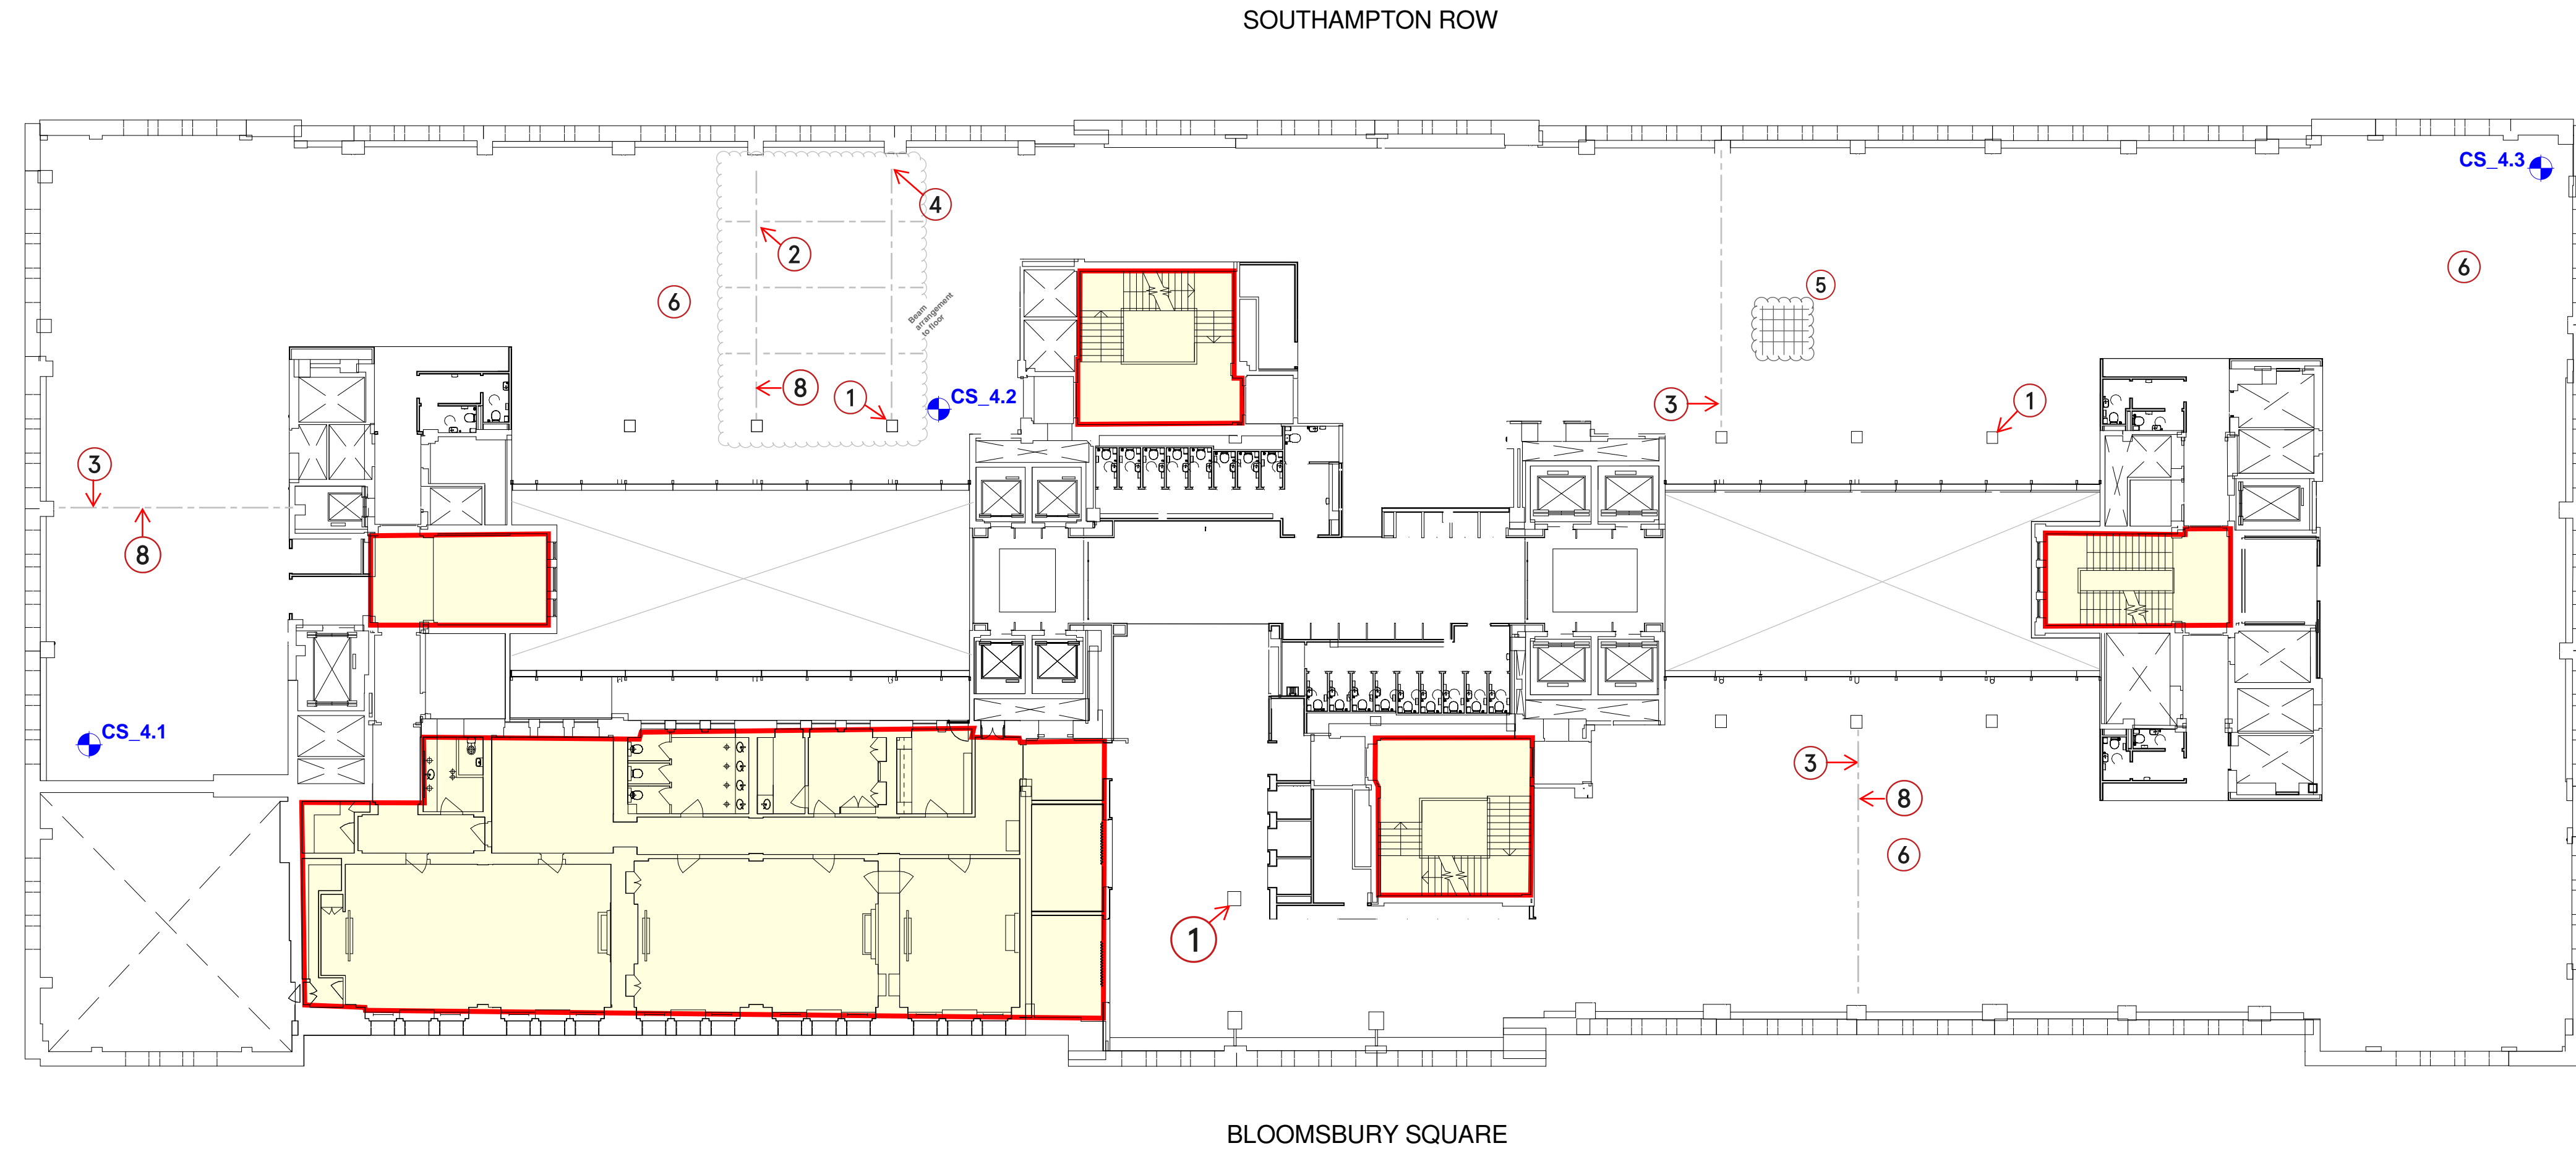 SOUTHAMPTON ROW
CS_4.3
4
2
6
5
6
Beam
arrangement
to floor
8
1
CS_4.2
3
1
3
8
CS_4.1
3
8
6
1
BLOOMSBURY SQUARE